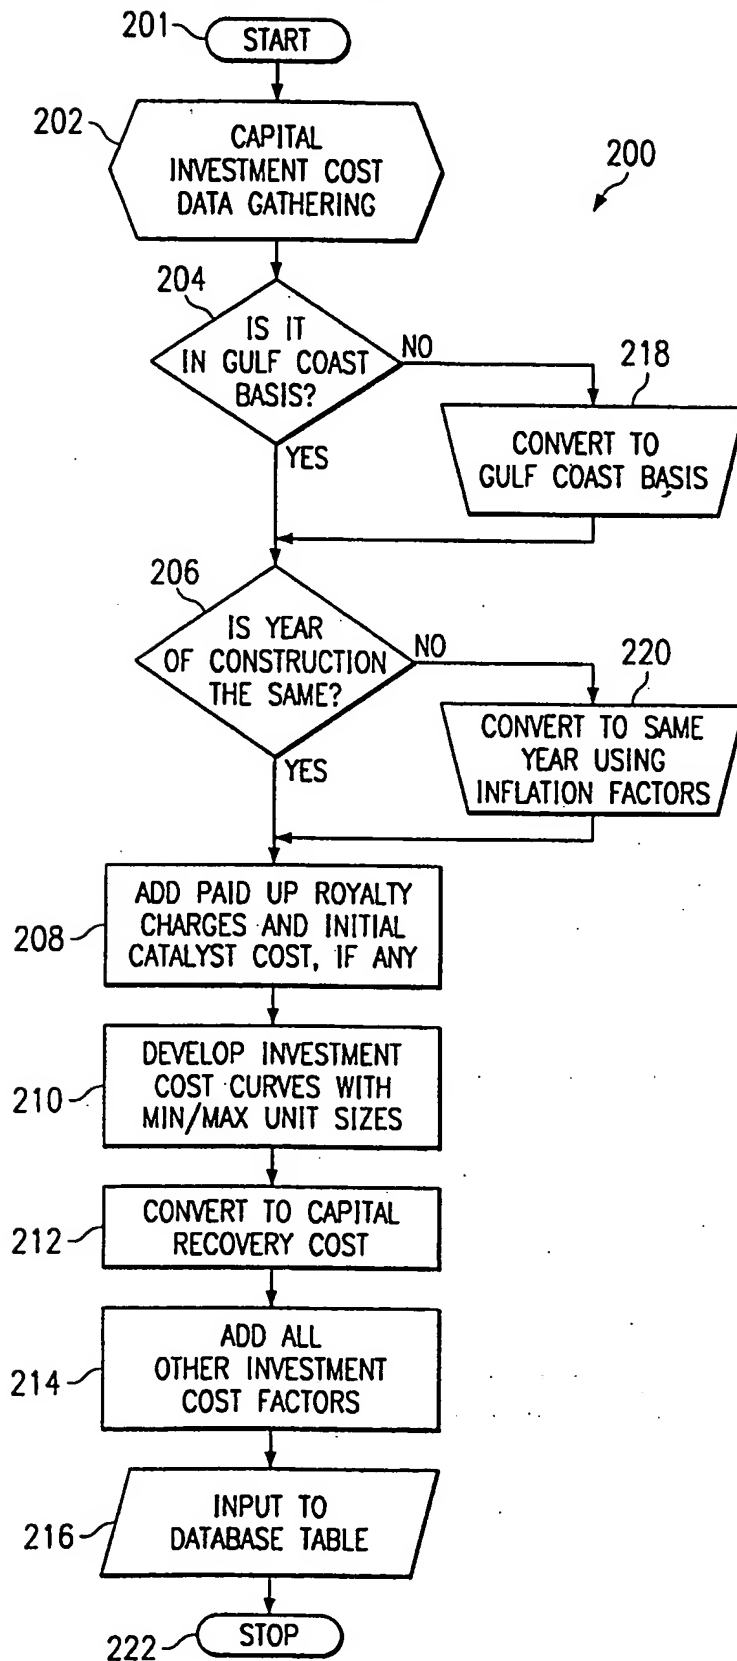 201
START
202
CAPITAL
INVESTMENT COST
DATA GATHERING
200
204
IS IT
IN GULF COAST
BASIS?
NO
YES
218
CONVERT TO
GULF COAST BASIS
206
IS YEAR
OF CONSTRUCTION
THE SAME?
NO
YES
220
CONVERT TO SAME
YEAR USING
INFLATION FACTORS
208
ADD PAID UP ROYALTY
CHARGES AND INITIAL
CATALYST COST, IF ANY
210
DEVELOP INVESTMENT
COST CURVES WITH
MIN/MAX UNIT SIZES
212
CONVERT TO CAPITAL
RECOVERY COST
214
ADD ALL
OTHER INVESTMENT
COST FACTORS
216
INPUT TO
DATABASE TABLE
222
STOP